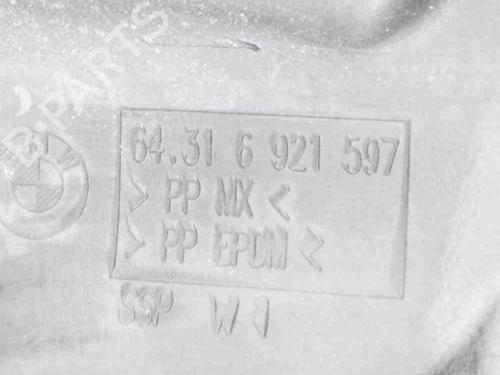 B-PARTS
64.31 6 921 597
> PP MX <
> PP EPDM <
SSP W